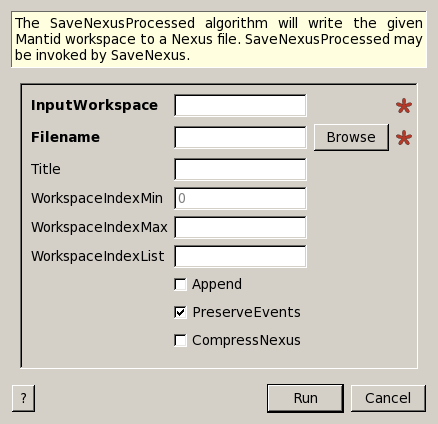 The SaveNexusProcessed algorithm will write the given
Mantid workspace to a Nexus file. SaveNexusProcessed may
be invoked by SaveNexus.
InputWorkspace
Filename Browse
Title
WorkspaceIndexMin 0
WorkspaceIndexMax
WorkspaceIndexList
Append
PreserveEvents
CompressNexus
? Run Cancel